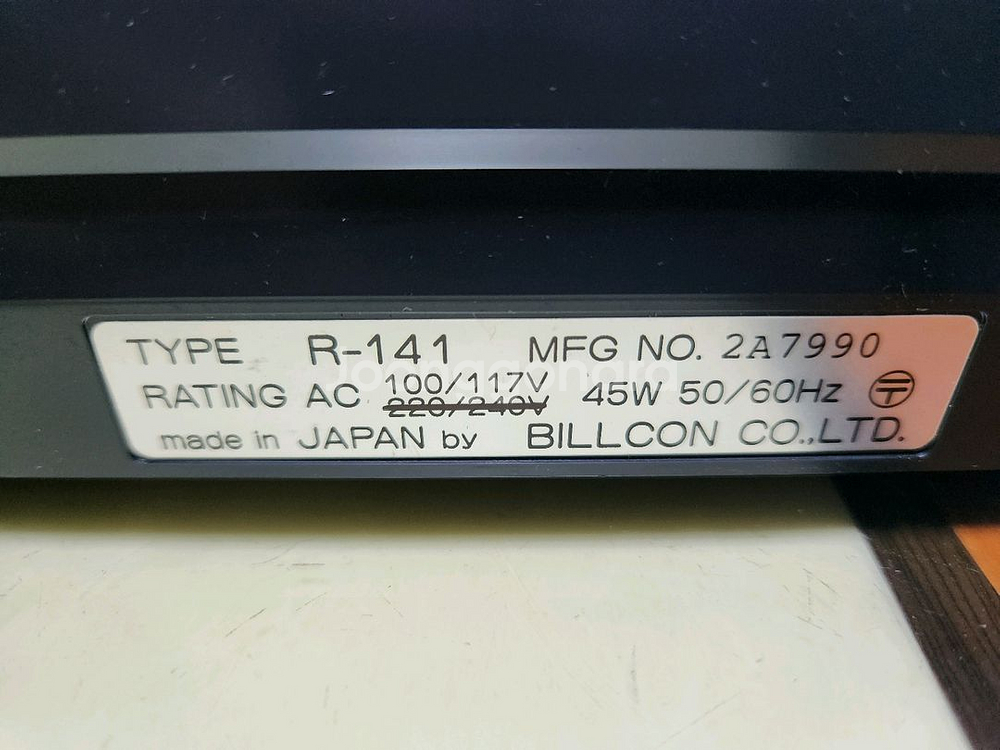 TYPE R-141 MFG NO. 2A7990
RATING AC 100/117V 45W 50/60Hz
220/240V
made in JAPAN by BILLCON CO.,LTD.
Joonggonara